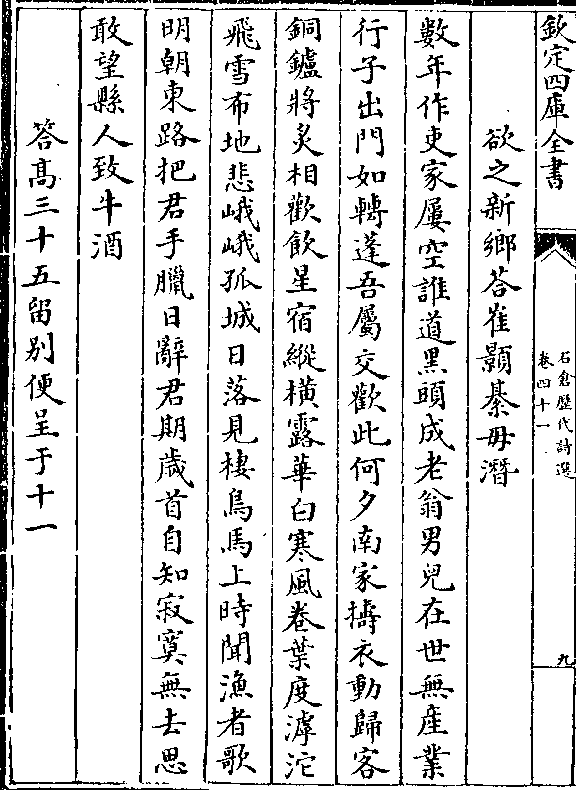 欽定四庫全書
石倉歷代詩選
卷四十一
九
欲之新鄉答崔顥綦毋潛
數年作吏家屢空誰道黑頭成老翁男兒在世無産業
行子出門如轉蓬吾屬交歡此何夕南家擣衣動歸客
銅鑪將炙相歡飲星宿縱橫露華白寒風卷葉度滹沱
飛雪布地悲峨峨孤城日落見棲烏馬上時聞漁者歌
明朝東路把君手臘日辭君期歲首自知寂寞無去思
敢望縣人致牛酒
答髙三十五留别便呈于十一